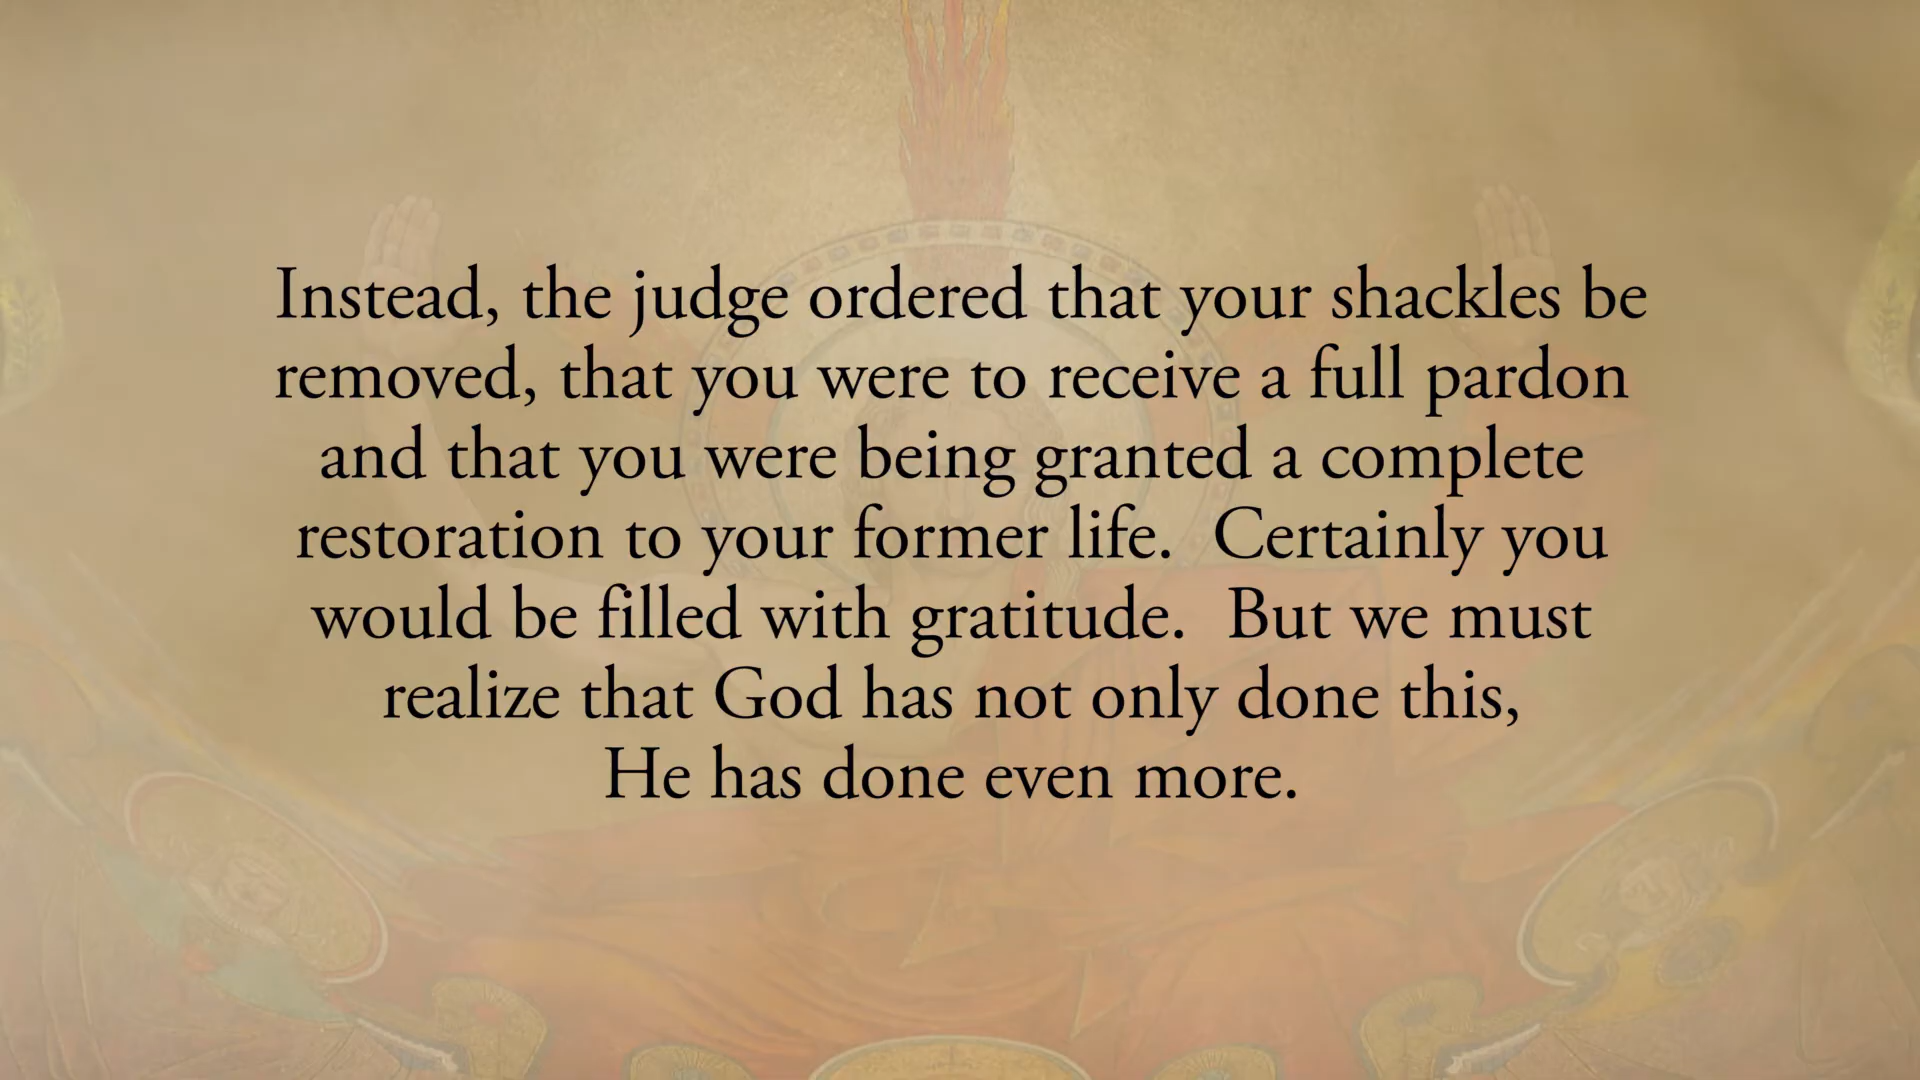 Instead, the judge ordered that your shackles be
removed, that you were to receive a full pardon
and that you were being granted a complete
restoration to your former life.  Certainly you
would be filled with gratitude.  But we must
realize that God has not only done this,
He has done even more.